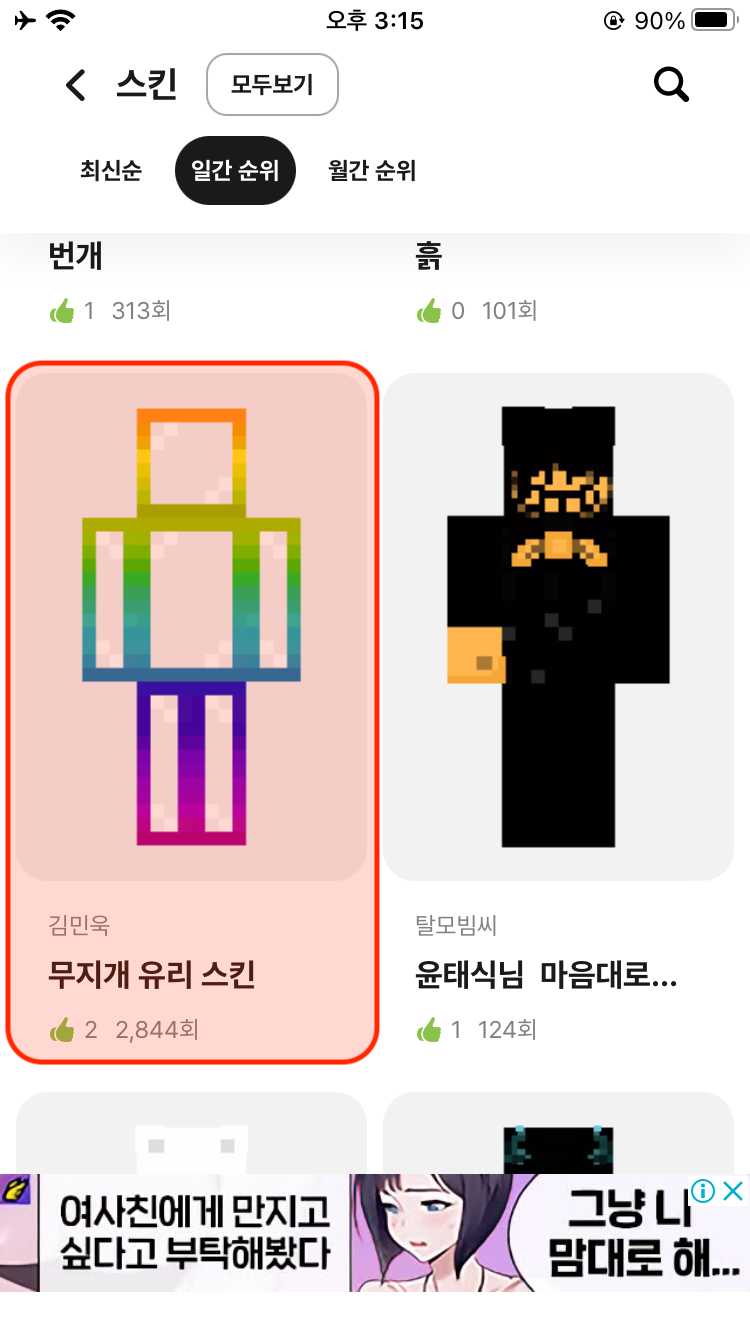 오후 3:15
90%
스킨
모두보기
최신순
일간 순위
월간 순위
번개
흙
1 313회
0 101회
김민욱
탈모빔씨
무지개 유리 스킨
윤태식님 마음대로...
2 2,844회
1 124회
여사친에게 만지고
싶다고 부탁해봤다
그냥 니
맘대로 해...